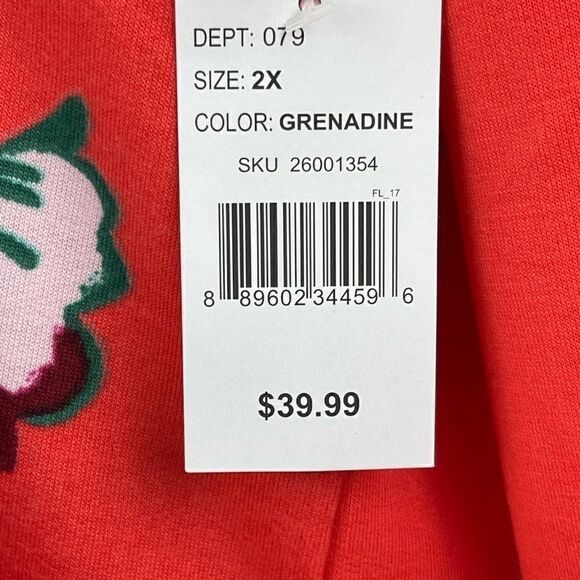 DEPT: 079
SIZE: 2X
COLOR: GRENADINE
SKU 26001354
FL_17
8 89602 34459 6
$39.99